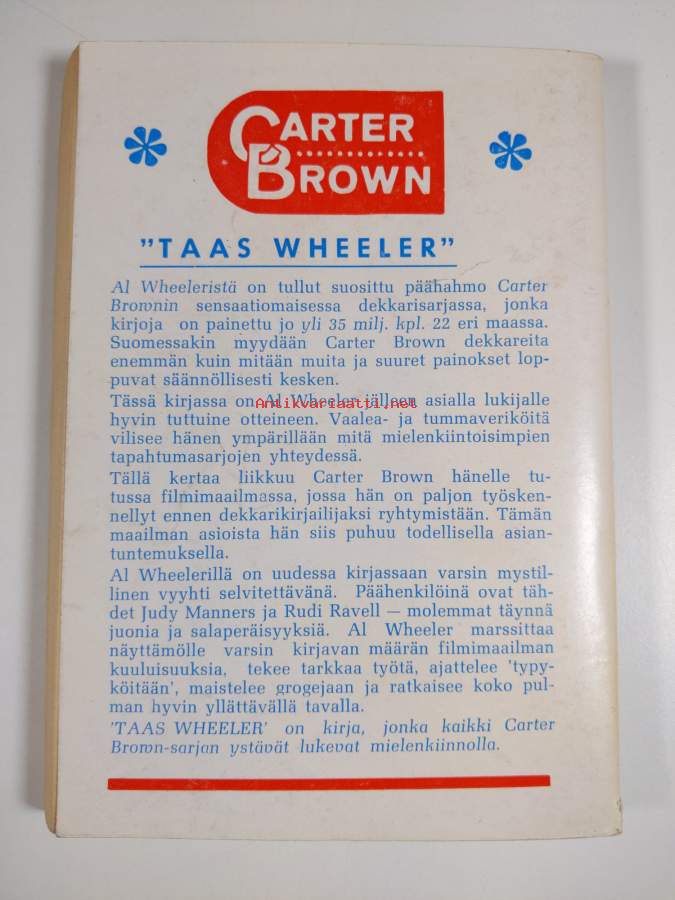 CARTER
BROWN
"TAAS WHEELER"
Al Wheeleristä on tullut suosittu päähahmo Carter
Brownin sensaatiomaisessa dekkarisarjassa, jonka
kirjoja on painettu jo yli 35 milj. kpl. 22 eri maassa.
Suomessakin myydään Carter Brown dekkareita
enemmän kuin mitään muita ja suuret painokset lop-
puvat säännöllisesti kesken.
Tässä kirjassa on Al Wheeler jälleen asialla lukijalle
Antikvariaatti.net
hyvin tuttuine otteineen. Vaalea- ja tummaveriköitä
vilisee hänen ympärillään mitä mielenkiintoisimpien
tapahtumasarjojen yhteydessä.
Tällä kertaa liikkuu Carter Brown hänelle tu-
tussa filmimaailmassa, jossa hän on paljon työsken-
nellyt ennen dekkarikirjailijaksi ryhtymistään. Tämän
maailman asioista hän siis puhuu todellisella asian-
tuntemuksella.
Al Wheelerillä on uudessa kirjassaan varsin mystil-
linen vyyhti selvitettävänä. Päähenkilöinä ovat täh-
det Judy Manners ja Rudi Ravell — molemmat täynnä
juonia ja salaperäisyyksiä. Al Wheeler marssittaa
näyttämölle varsin kirjavan määrän filmimaailman
kuuluisuuksia, tekee tarkkaa työtä, ajattelee 'typy-
köitään', maistelee grogejaan ja ratkaisee koko pul-
man hyvin yllättävällä tavalla.
'TAAS WHEELER' on kirja, jonka kaikki Carter
Brown-sarjan ystävät lukevat mielenkiinnolla.